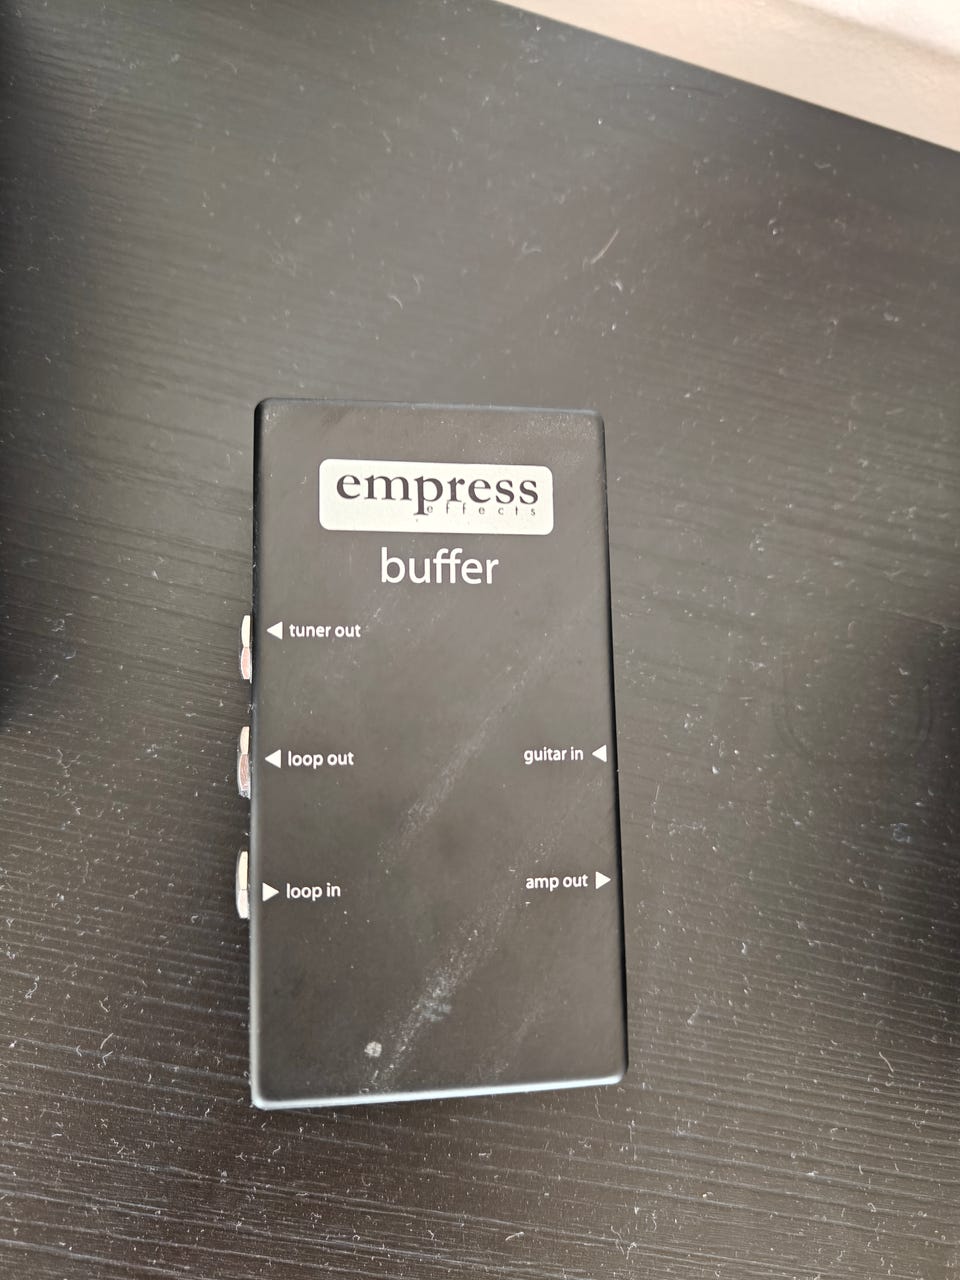 empress
effects
buffer
◀ tuner out
◀ loop out
guitar in ◀
▶ loop in
amp out ▶